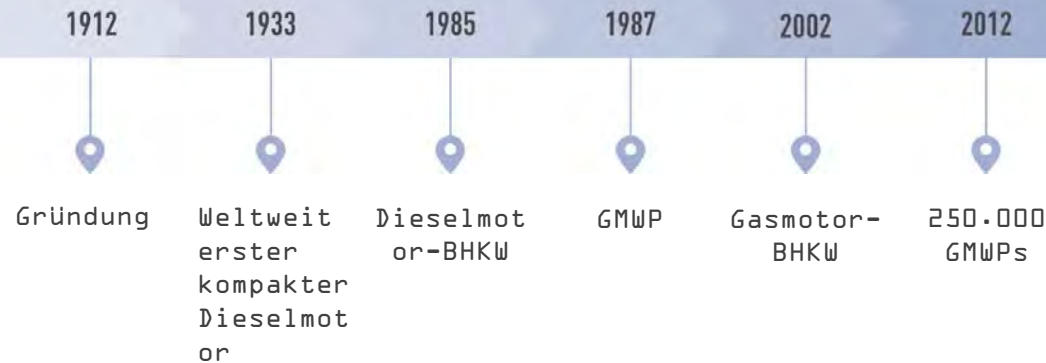 1912 1933 1985 1987 2002 2012
Gründung
Weltweit
erster
kompakter
Dieselmot
or
Dieselmot
or-BHKW
GMWP
Gasmotor-
BHKW
250.000
GMWPs